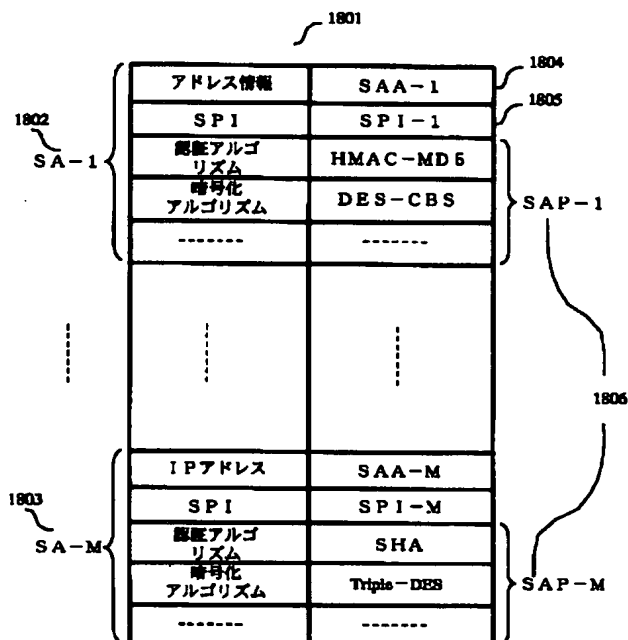 1801
アドレス情報 SAA-1 1804
SPI SPI-1 1805
1802
SA-1
認証アルゴ
リズム
HMAC-MD5
暗号化
アルゴリズム
DES-CBS
SAP-1
------- -------
1806
IPアドレス SAA-M
SPI SPI-M
1803
SA-M
認証アルゴ
リズム
SHA
暗号化
アルゴリズム
Triple-DES
SAP-M
------- -------